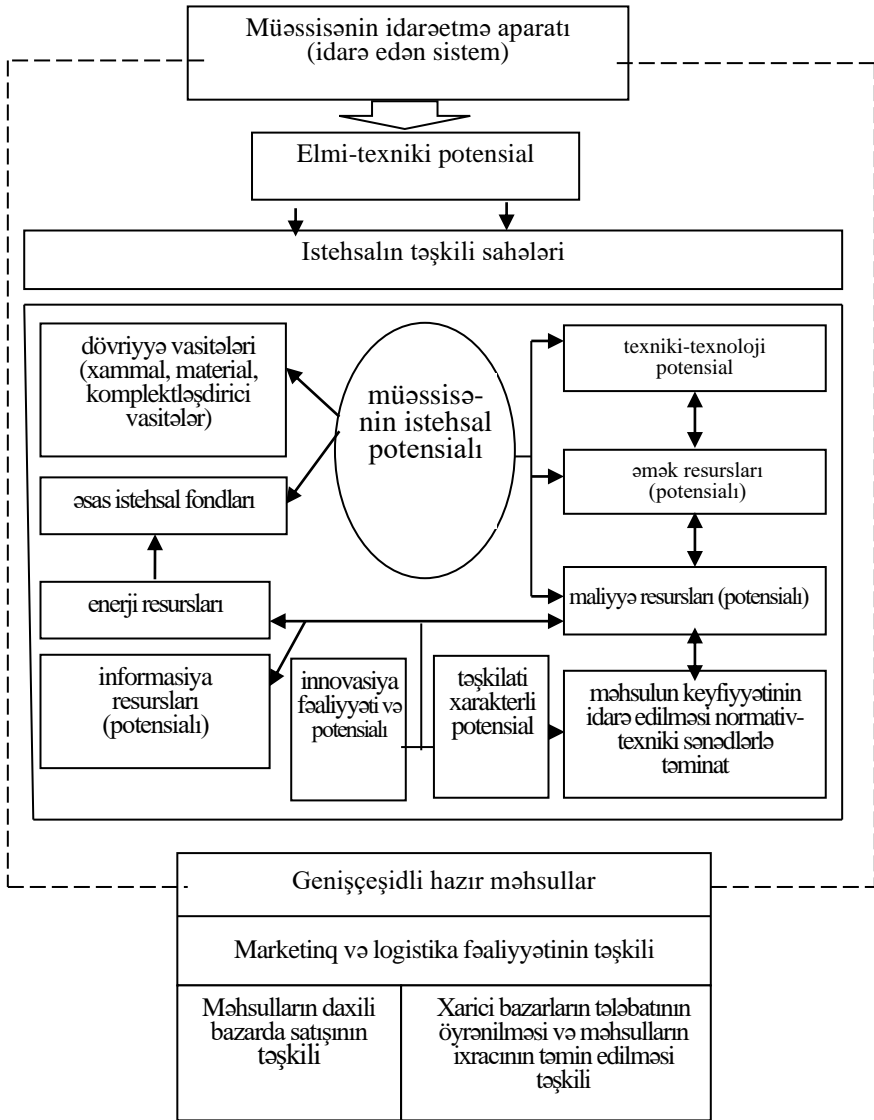 Müəssisənin idarəetmə aparatı
(idarə edən sistem)
Elmi-texniki potensial
Istehsalın təşkili sahələri
dövriyyə vasitələri
(xammal, material,
komplektləşdirici
vasitələr)
əsas istehsal fondları
enerji resursları
informasiya
resursları
(potensialı)
müəssisə-
nin istehsal
potensialı
innovasiya
fəaliyyəti və
potensialı
təşkilati
xarakterli
potensial
texniki-texnoloji
potensial
əmək resursları
(potensialı)
maliyyə resursları (potensialı)
məhsulun keyfiyyətinin
idarə edilməsi normativ-
texniki sənədlərlə
təminat
Genişçeşidli hazır məhsullar
Marketinq və logistika fəaliyyətinin təşkili
Məhsulların daxili
bazarda satışının
təşkili
Xarici bazarların tələbatının
öyrənilməsi və məhsulların
ixracının təmin edilməsi
təşkili